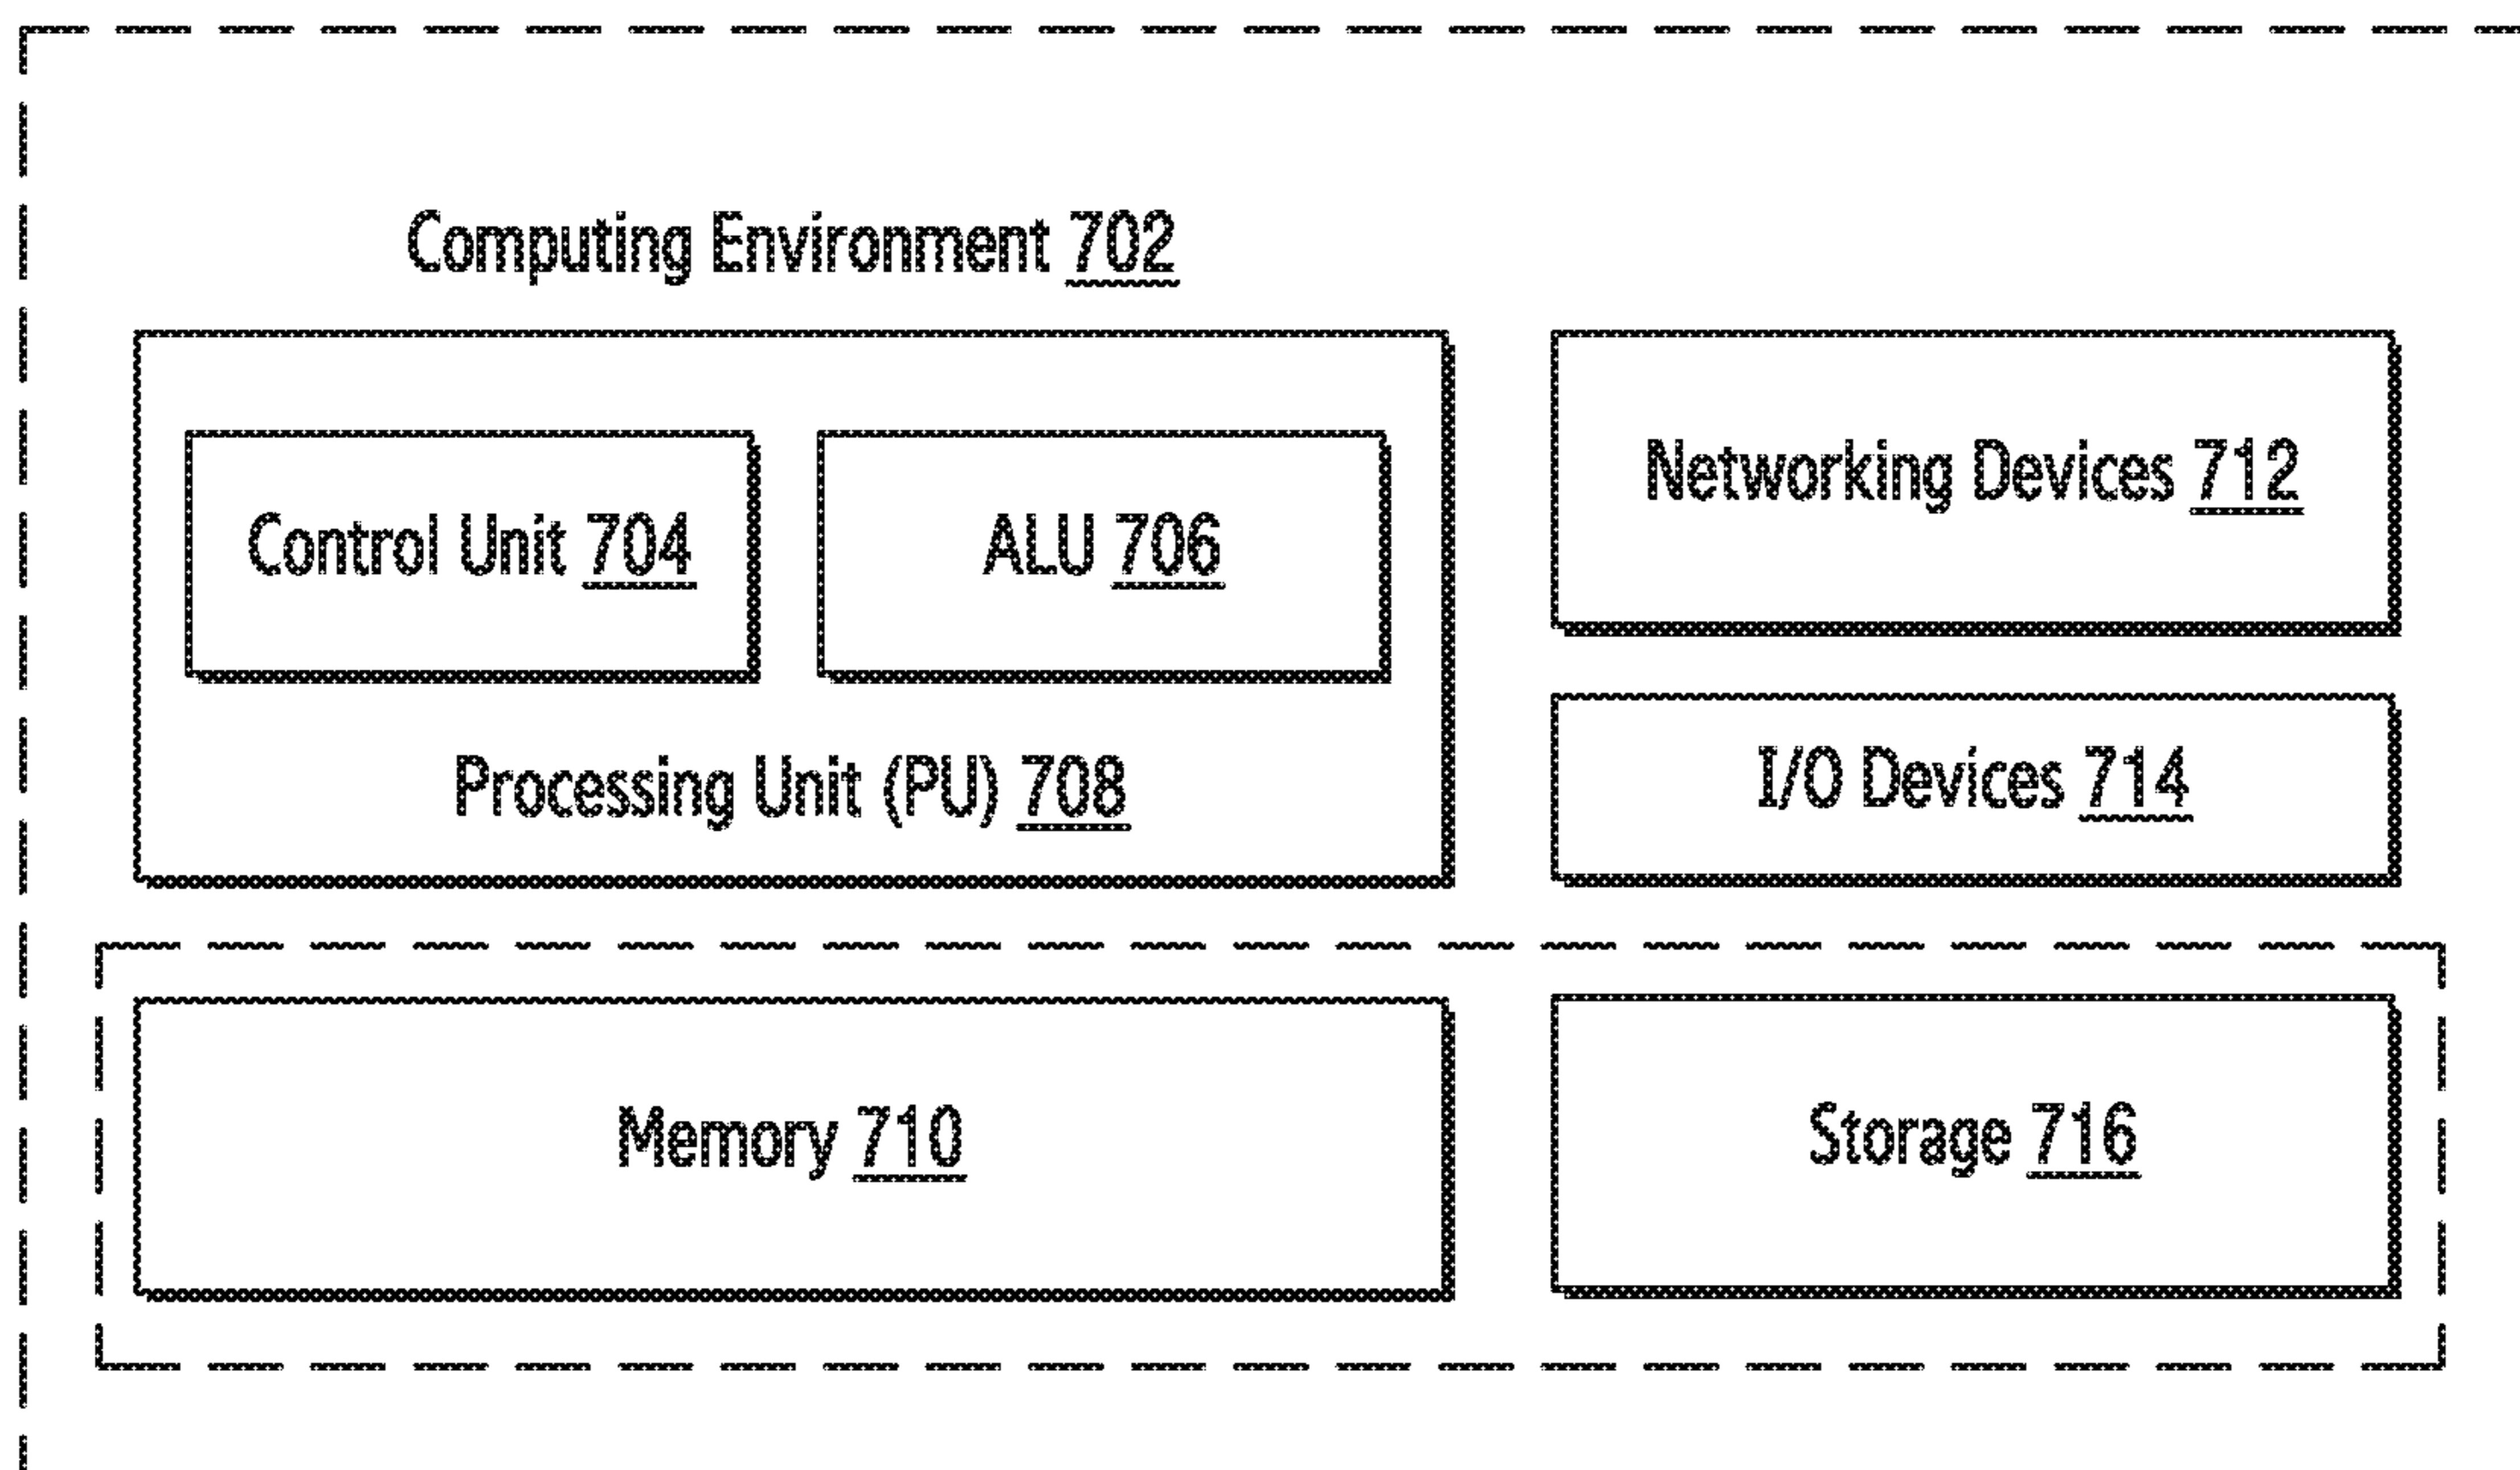 Computing Environment 702
Control Unit 704
ALU 706
Processing Unit (PU) 708
Networking Devices 712
I/O Devices 714
Memory 710
Storage 716